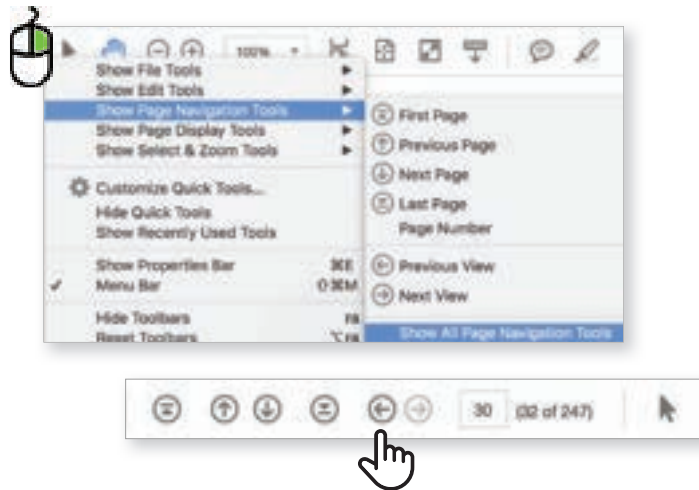 100%
Show File Tools
Show Edit Tools
Show Page Navigation Tools
Show Page Display Tools
Show Select & Zoom Tools
Customize Quick Tools...
Hide Quick Tools
Show Recently Used Tools
Show Properties Bar ⌘E
✓ Menu Bar ⇧⌘M
Hide Toolbars F8
Reset Toolbars ⌥F8
First Page
Previous Page
Next Page
Last Page
Page Number
Previous View
Next View
Show All Page Navigation Tools
30 (32 of 247)